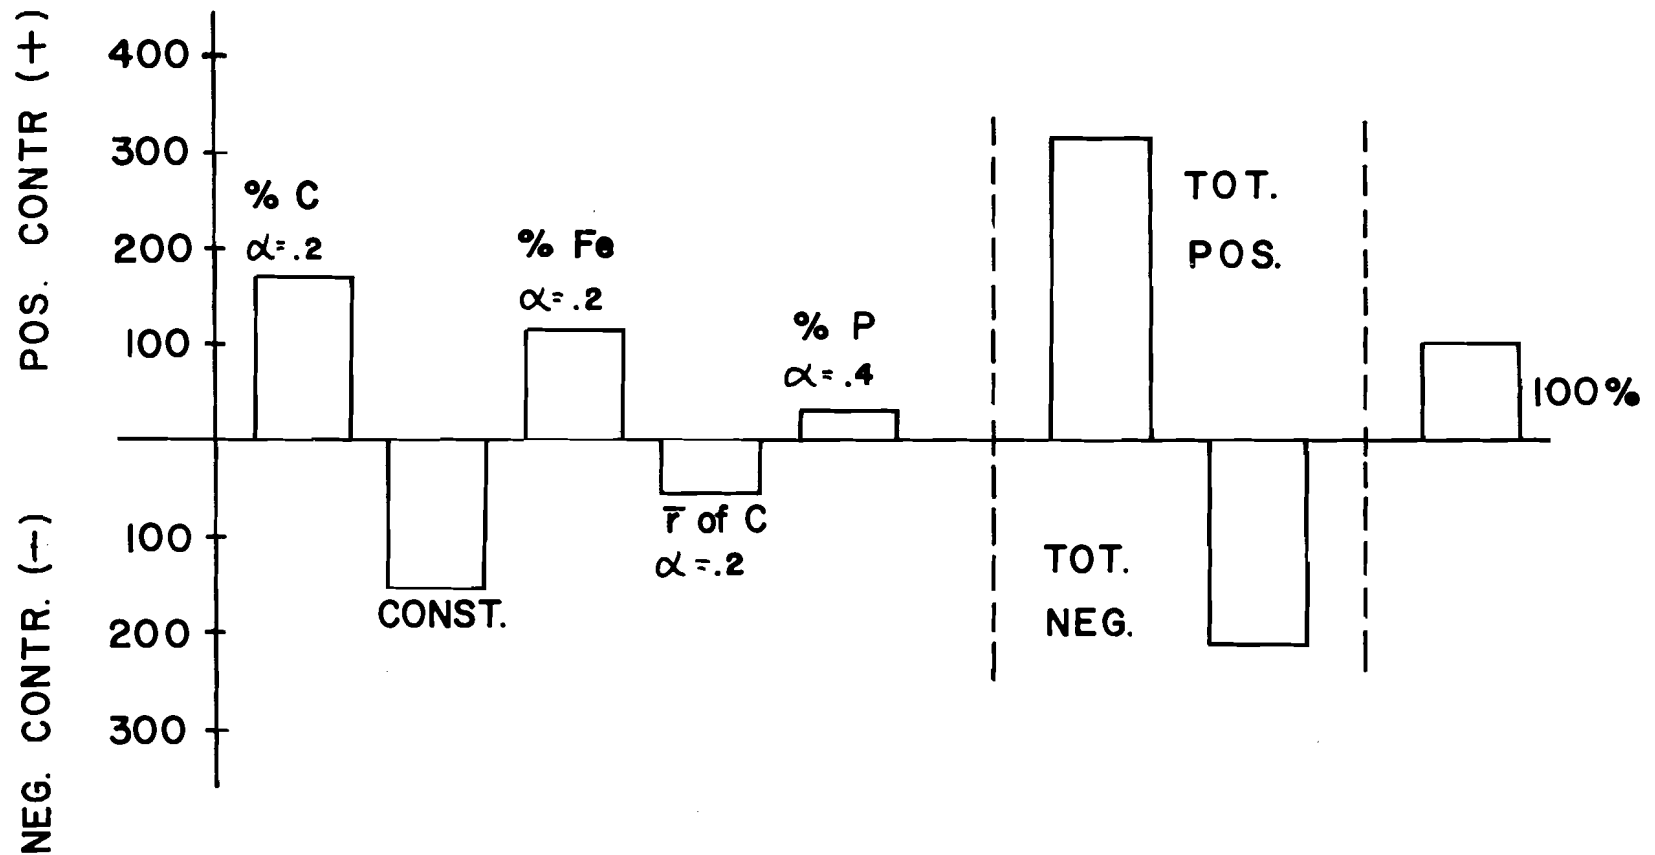 POS. CONTR (+)
NEG. CONTR. (-)
400
300
200
100
100
200
300
% C
α=.2
CONST.
% Fe
α=.2
r̅ of C
α=.2
% P
α=.4
TOT.
POS.
TOT.
NEG.
100%